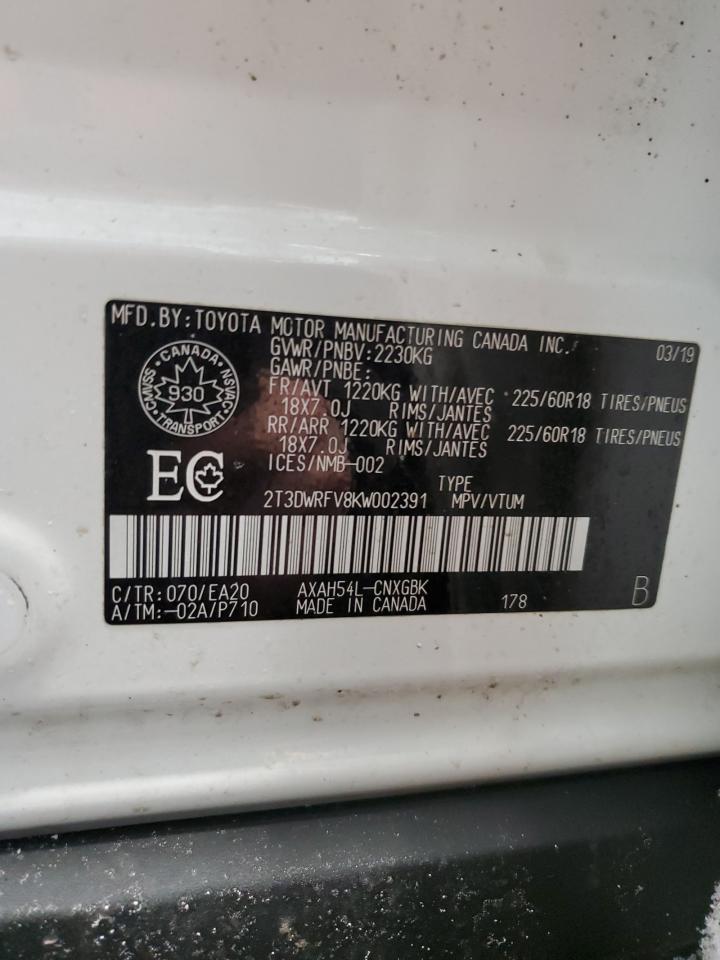 MFD.BY:TOYOTA MOTOR MANUFACTURING CANADA INC. 03/19
GVWR/PNBV:2230KG
GAWR/PNBE:
FR/AVT 1220KG WITH/AVEC 225/60R18 TIRES/PNEUS
18X7.0J RIMS/JANTES
RR/ARR 1220KG WITH/AVEC 225/60R18 TIRES/PNEUS
18X7.0J RIMS/JANTES
ICES/NMB-002
CANADA
CMVSS 930 NSVAC
TRANSPORT
EC
TYPE
2T3DWRFV8KW002391 MPV/VTUM
C/TR:070/EA20 AXAH54L-CNXGBK
A/TM:-02A/P710 MADE IN CANADA 178 B